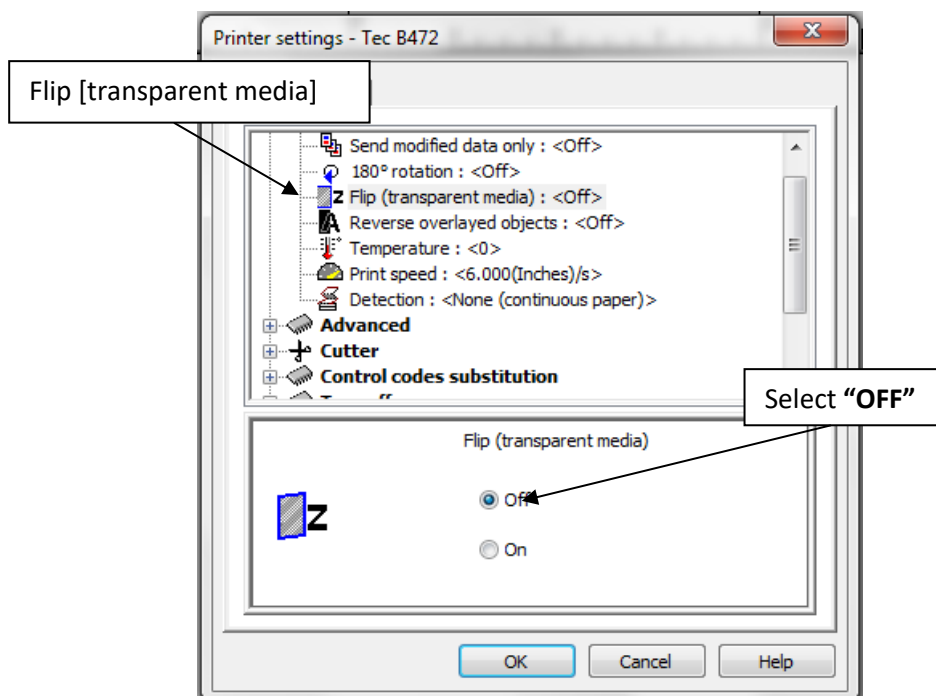 Printer settings - Tec B472
Flip [transparent media]
Send modified data only : <Off>
180° rotation : <Off>
Z Flip (transparent media) : <Off>
A Reverse overlayed objects : <Off>
Temperature : <0>
Print speed : <6.000(Inches)/s>
Detection : <None (continuous paper)>
Advanced
Cutter
Control codes substitution
Select “OFF”
Flip (transparent media)
Off
Z
On
OK Cancel Help